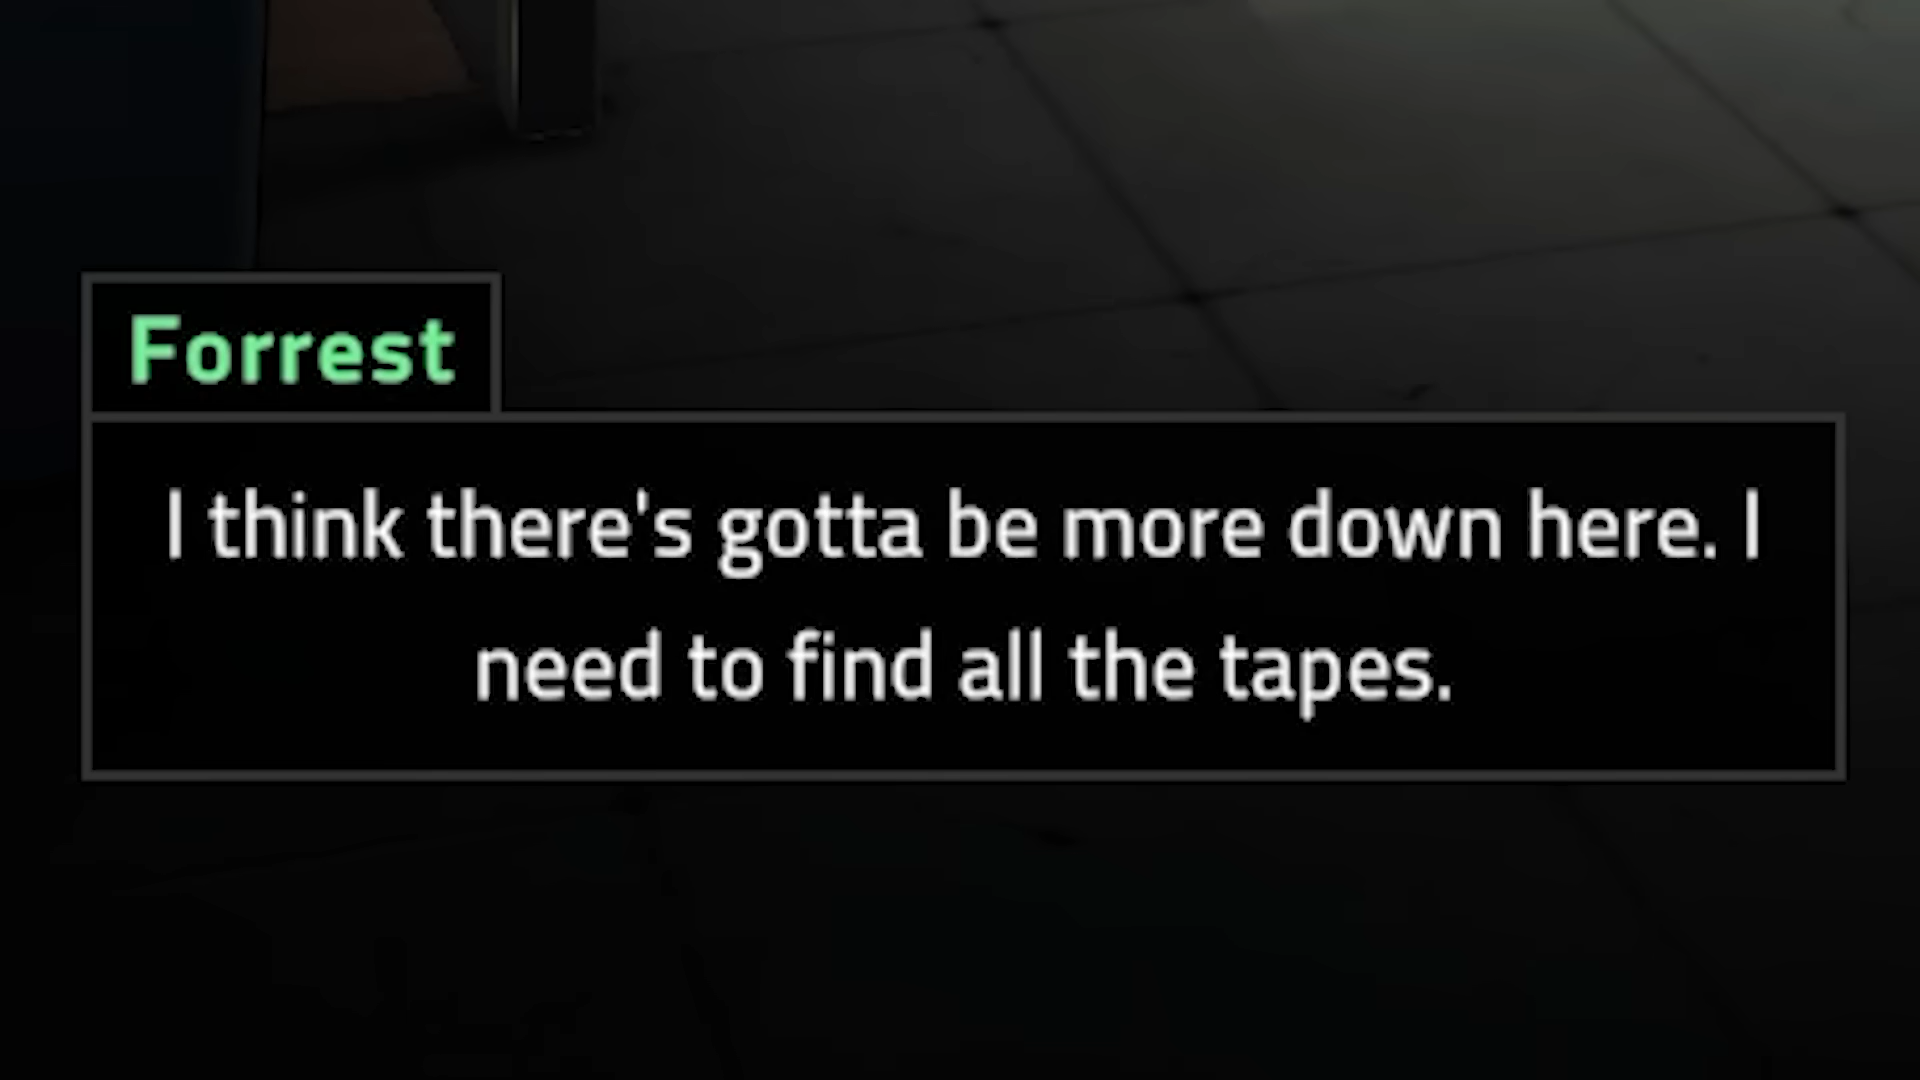 Forrest
I think there's gotta be more down here. I
need to find all the tapes.